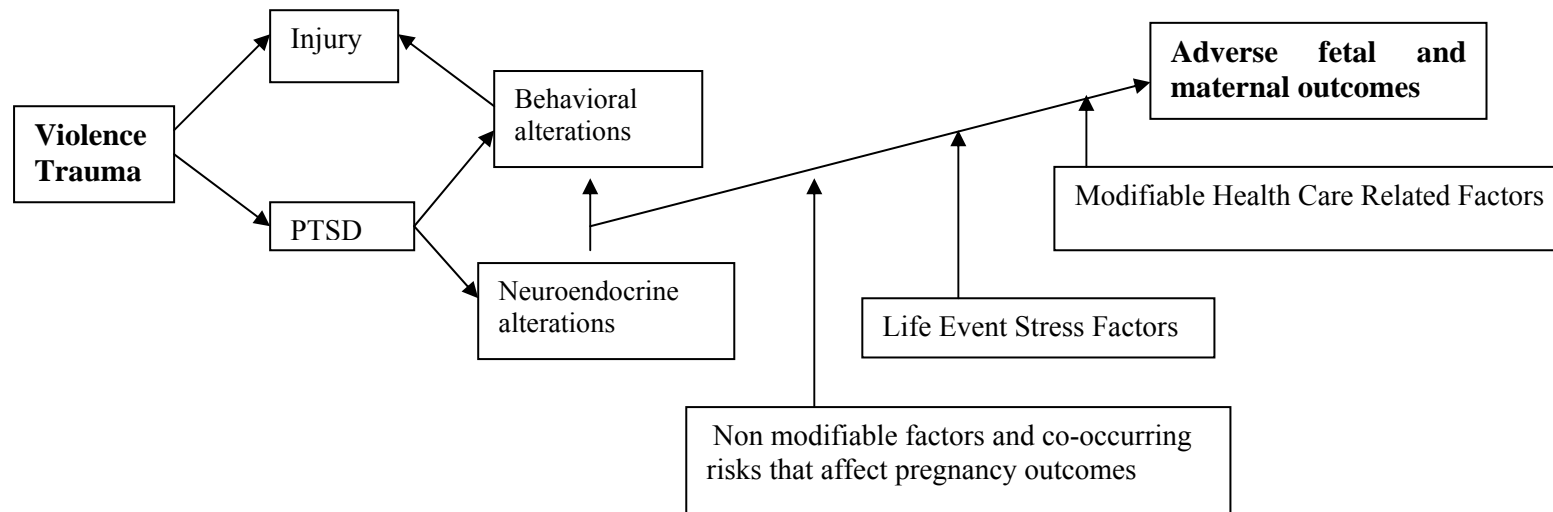 Injury
Adverse fetal and
maternal outcomes
Behavioral
alterations
Violence
Trauma
Modifiable Health Care Related Factors
PTSD
Neuroendocrine
alterations
Life Event Stress Factors
Non modifiable factors and co-occurring
risks that affect pregnancy outcomes